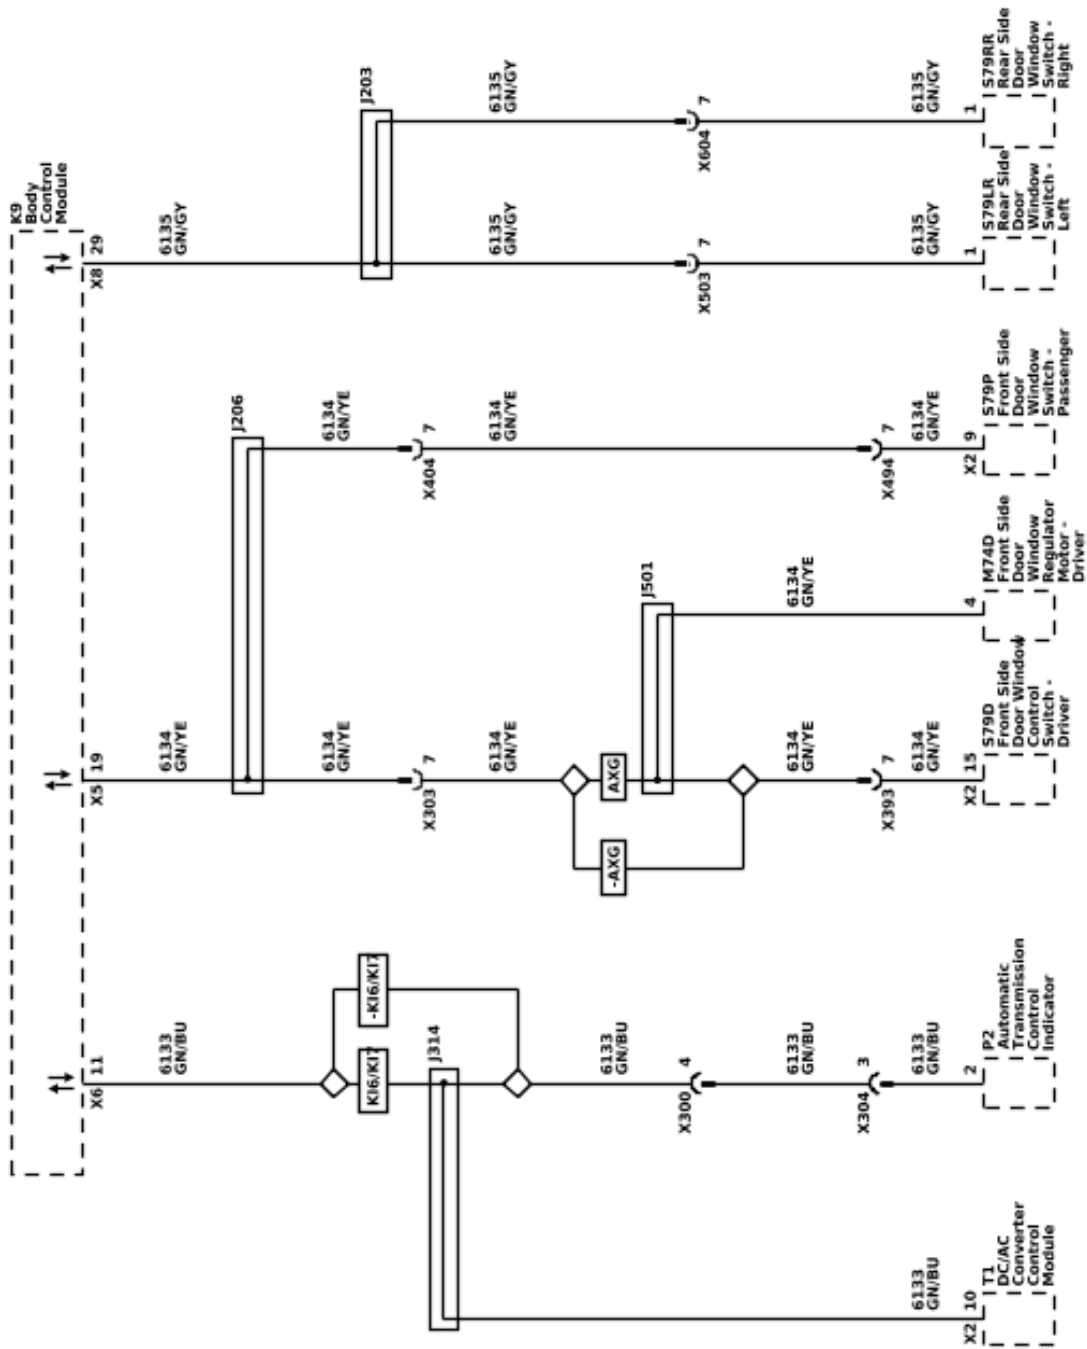 K9
Body
Control
Module
X6 11
X5 19
X8 29
6133
GN/BU
6134
GN/YE
6135
GN/GY
J206
J203
6134
GN/YE
6134
GN/YE
KI6/KI7
-KI6/KI7
X303 7
X404 7
J314
6134
GN/YE
6134
GN/YE
6135
GN/GY
6135
GN/GY
-AXG
AXG
J501
6133
GN/BU
X300 4
X503 7
X604 7
6133
GN/BU
6134
GN/YE
6134
GN/YE
X304 3
X393 7
X494 7
6133
GN/BU
6133
GN/BU
6134
GN/YE
6134
GN/YE
6135
GN/GY
6135
GN/GY
X2 10
2
X2 15
4
X2 9
1
1
T1
DC/AC
Converter
Control
Module
P2
Automatic
Transmission
Control
Indicator
S79D
Front Side
Door Window
Control
Switch -
Driver
M74D
Front Side
Door
Window
Regulator
Motor -
Driver
S79P
Front Side
Door
Window
Switch -
Passenger
S79LR
Rear Side
Door
Window
Switch -
Left
S79RR
Rear Side
Door
Window
Switch -
Right